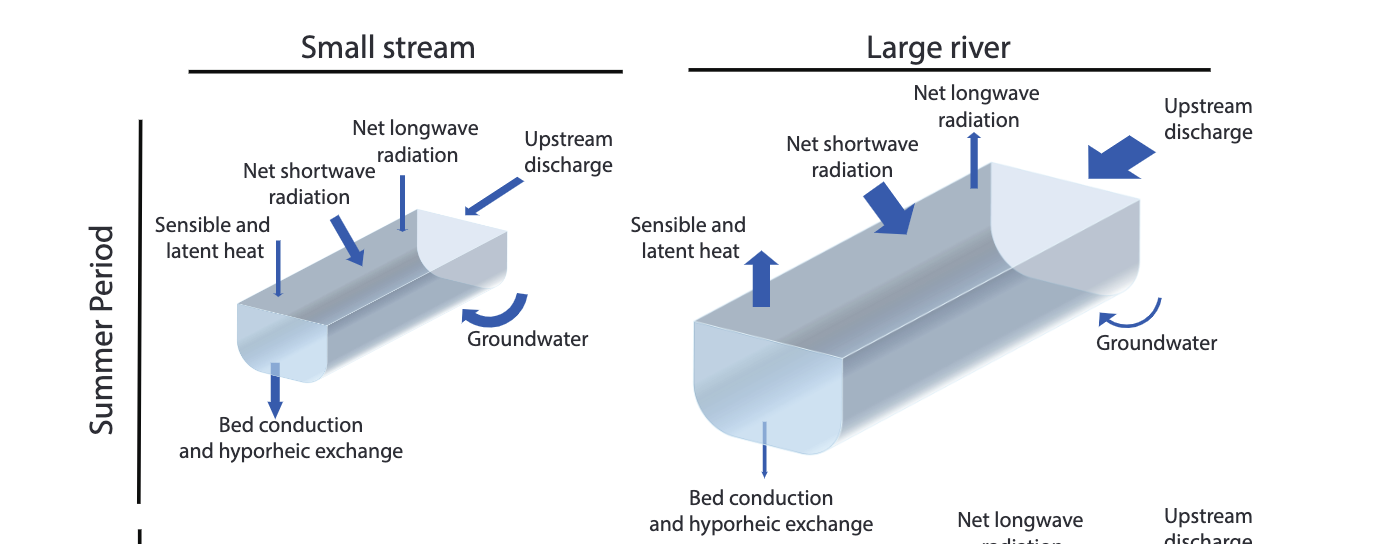 Small stream
Large river
Summer Period
Net longwave
radiation
Upstream
discharge
Net shortwave
radiation
Sensible and
latent heat
Groundwater
Bed conduction
and hyporheic exchange
Net longwave
radiation
Upstream
discharge
Net shortwave
radiation
Sensible and
latent heat
Groundwater
Bed conduction
and hyporheic exchange
Net longwave
radiation
Upstream
discharge